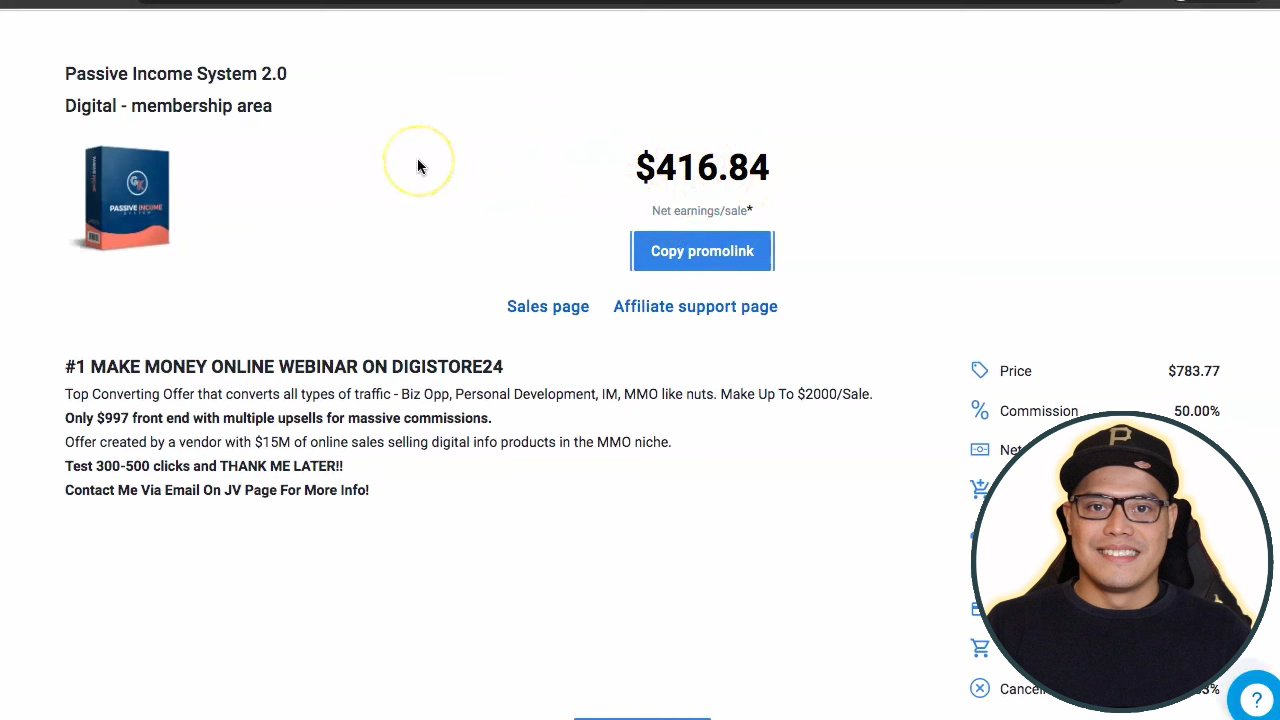 Passive Income System 2.0
Digital - membership area
PASSIVE INCOME
SYSTEM
$416.84
Net earnings/sale*
Copy promolink
Sales page Affiliate support page
#1 MAKE MONEY ONLINE WEBINAR ON DIGISTORE24
Top Converting Offer that converts all types of traffic - Biz Opp, Personal Development, IM, MMO like nuts. Make Up To $2000/Sale.
Only $997 front end with multiple upsells for massive commissions.
Offer created by a vendor with $15M of online sales selling digital info products in the MMO niche.
Test 300-500 clicks and THANK ME LATER!!
Contact Me Via Email On JV Page For More Info!
Price $783.77
% Commission 50.00%
P
?